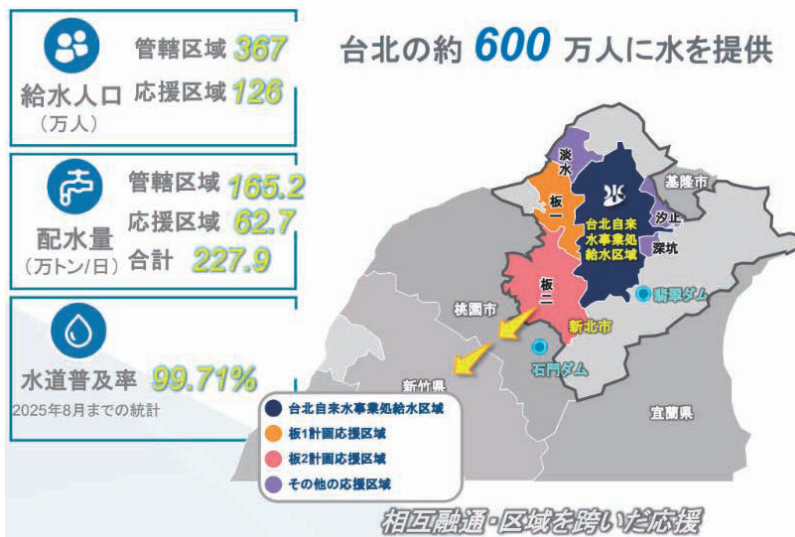 台北の約 600 万人に水を提供
給水人口
(万人)
管轄区域 367
応援区域 126
配水量
(万トン/日)
管轄区域 165.2
応援区域 62.7
合計 227.9
水道普及率 99.71%
2025年8月までの統計
淡水
基隆市
板一
汐止
台北自来
水事業処
給水区域
深坑
板二
翡翠ダム
桃園市
新北市
石門ダム
新竹県
宜蘭県
台北自来水事業処給水区域
板1計画応援区域
板2計画応援区域
その他の応援区域
相互融通・区域を跨いだ応援